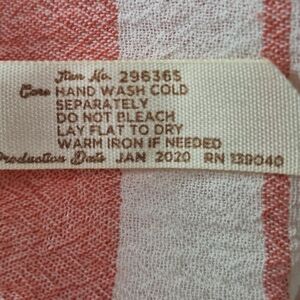 Item No. 296365
Care HAND WASH COLD
SEPARATELY
DO NOT BLEACH
LAY FLAT TO DRY
WARM IRON IF NEEDED
Production Date JAN 2020 RN 139040